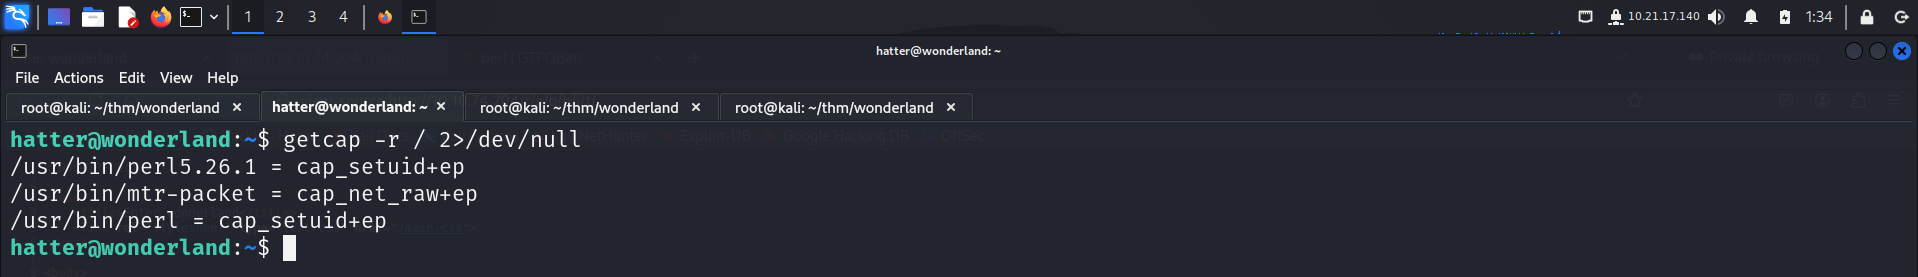 1 2 3 4
10.21.17.140
1:34
hatter@wonderland: ~
File Actions Edit View Help
root@kali: ~/thm/wonderland × hatter@wonderland: ~ × root@kali: ~/thm/wonderland × root@kali: ~/thm/wonderland ×
hatter@wonderland:~$ getcap -r / 2>/dev/null
/usr/bin/perl5.26.1 = cap_setuid+ep
/usr/bin/mtr-packet = cap_net_raw+ep
/usr/bin/perl = cap_setuid+ep
hatter@wonderland:~$